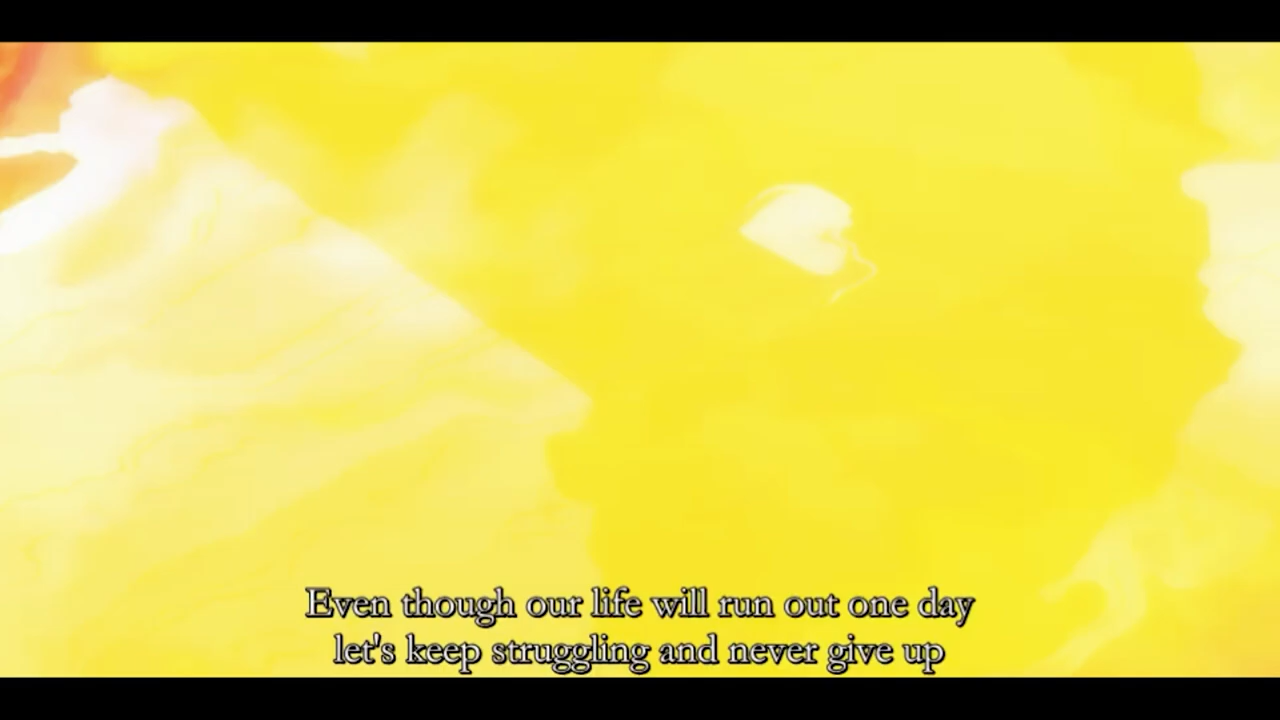 Even though our life will run out one day
let's keep struggling and never give up